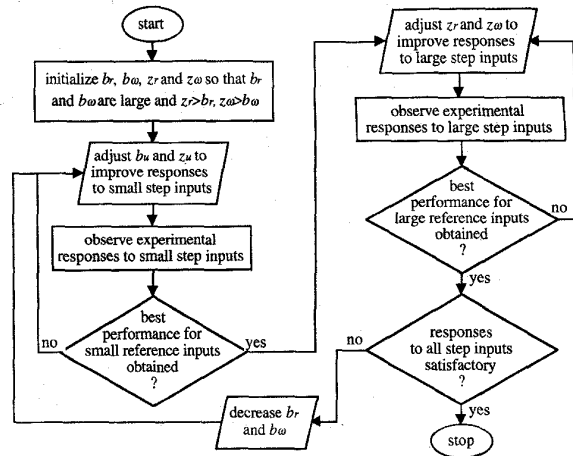 start
initialize br, bω, zr and zω so that br
and bω are large and zr>br, zω>bω
adjust bu and zu to
improve responses
to small step inputs
observe experimental
responses to small step inputs
best
performance for
small reference inputs
obtained
?
no
yes
decrease br
and bω
adjust zr and zω to
improve responses
to large step inputs
observe experimental
responses to large step inputs
best
performance for
large reference inputs
obtained
?
no
yes
responses
to all step inputs
satisfactory
?
no
yes
stop